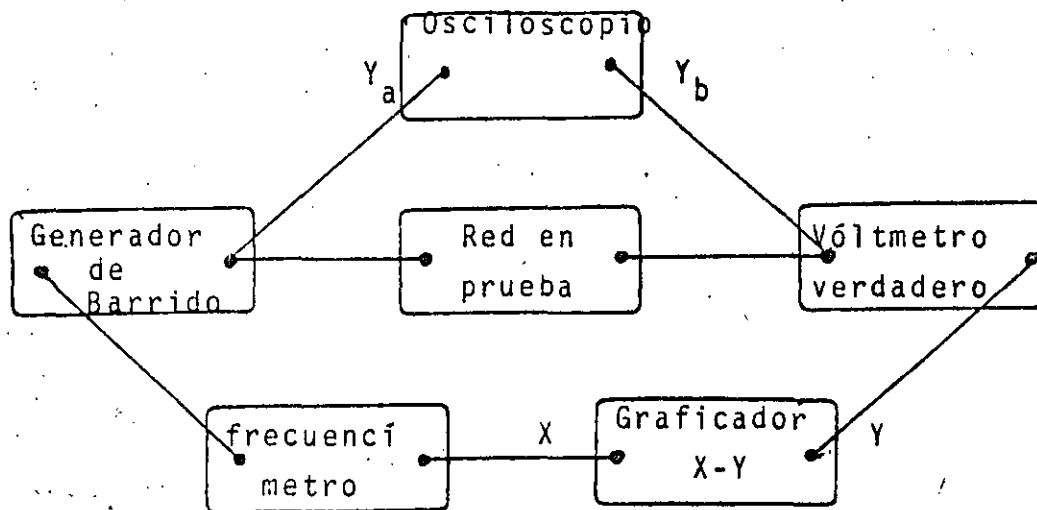 Osciloscopio
Ya
Yb
Generador
de
Barrido
Red en
prueba
Vóltmetro
verdadero
frecuencí
metro
X
Graficador
X-Y
Y